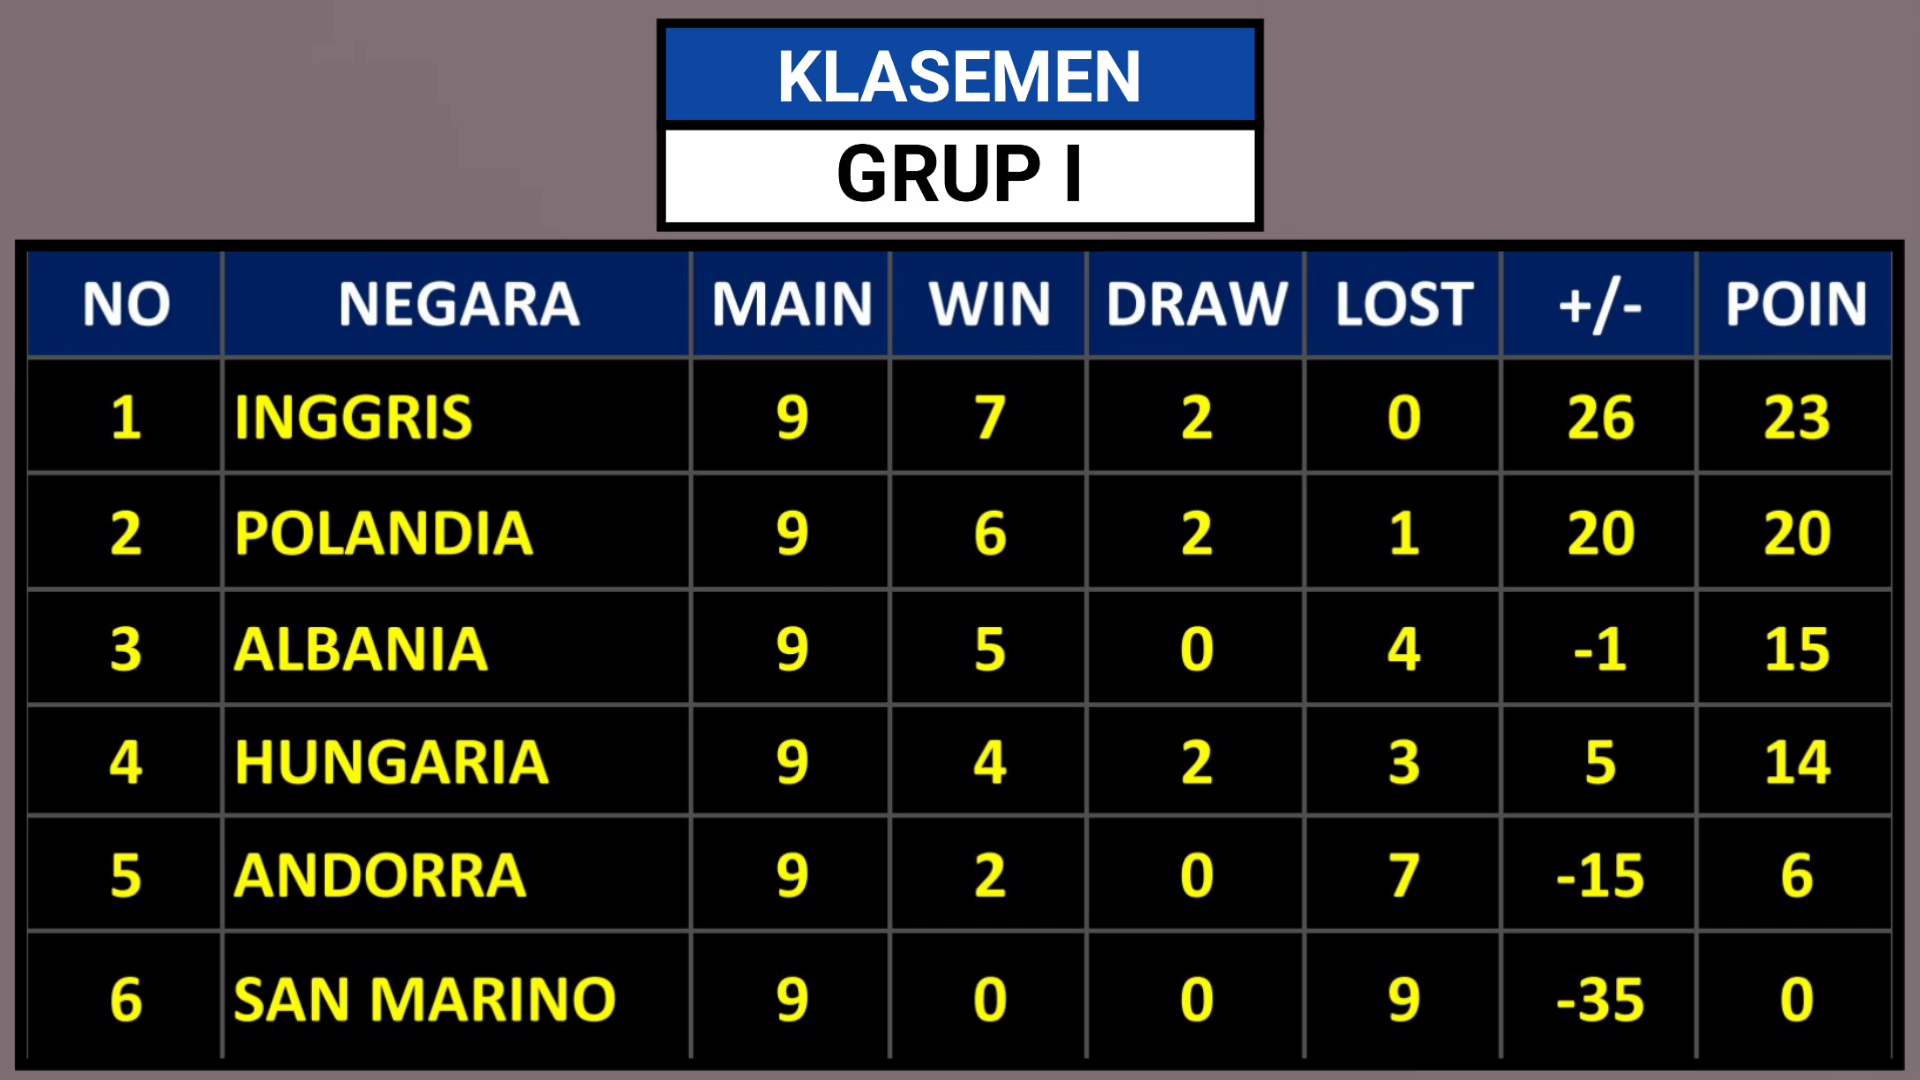 KLASEMEN
GRUP I
NO NEGARA MAIN WIN DRAW LOST +/- POIN
1 INGGRIS 9 7 2 0 26 23
2 POLANDIA 9 6 2 1 20 20
3 ALBANIA 9 5 0 4 -1 15
4 HUNGARIA 9 4 2 3 5 14
5 ANDORRA 9 2 0 7 -15 6
6 SAN MARINO 9 0 0 9 -35 0